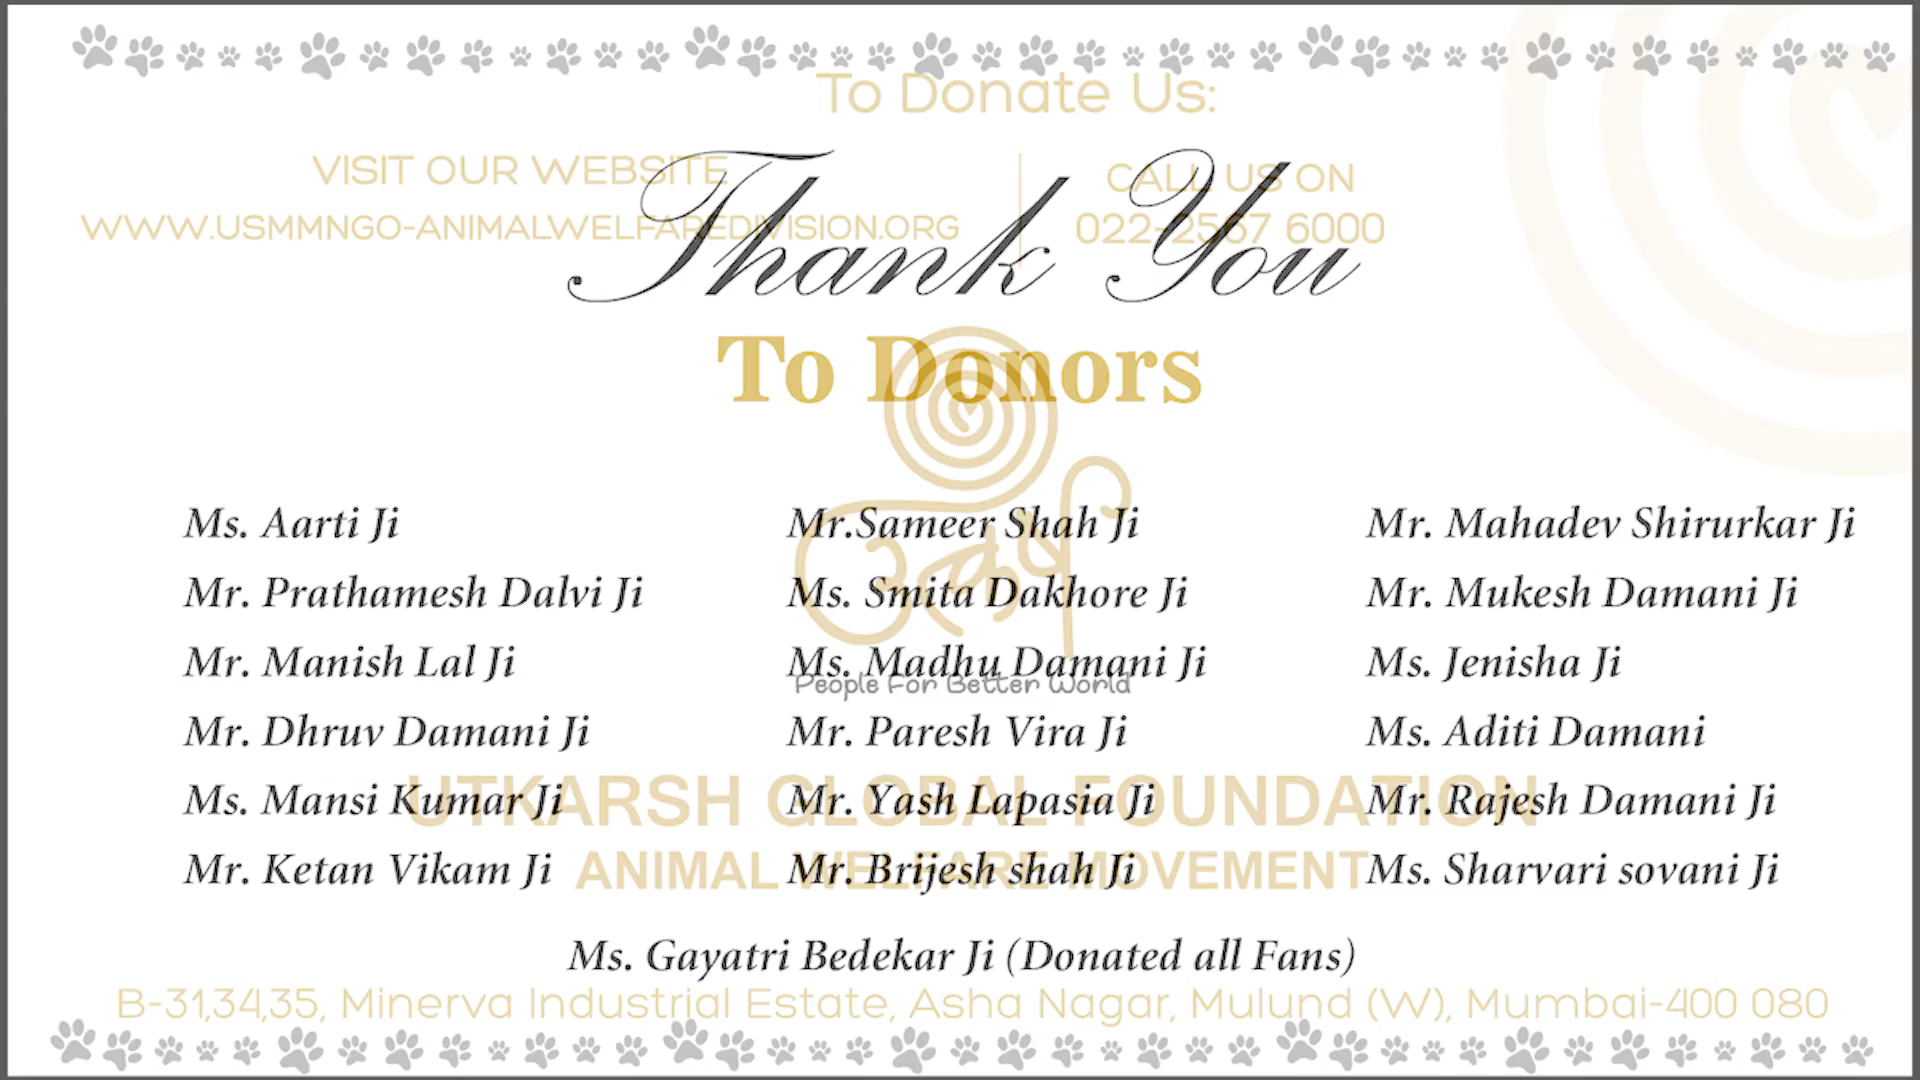 To Donate Us:
VISIT OUR WEBSITE
WWW.USMMNGO-ANIMALWELFAREDIVISION.ORG
CALL US ON
022-2567 6000
Thank You
To Donors
उत्कर्ष
Ms. Aarti Ji
Mr. Prathamesh Dalvi Ji
Mr. Manish Lal Ji
Mr. Dhruv Damani Ji
Ms. Mansi Kumar Ji
Mr. Ketan Vikam Ji
Mr.Sameer Shah Ji
Ms. Smita Dakhore Ji
Ms. Madhu Damani Ji
Mr. Paresh Vira Ji
Mr. Yash Lapasia Ji
Mr. Brijesh shah Ji
Mr. Mahadev Shirurkar Ji
Mr. Mukesh Damani Ji
Ms. Jenisha Ji
Ms. Aditi Damani
Mr. Rajesh Damani Ji
Ms. Sharvari sovani Ji
People For Better World
UTKARSH GLOBAL FOUNDATION
ANIMAL WELFARE MOVEMENT
Ms. Gayatri Bedekar Ji (Donated all Fans)
B-31,34,35, Minerva Industrial Estate, Asha Nagar, Mulund (W), Mumbai-400 080